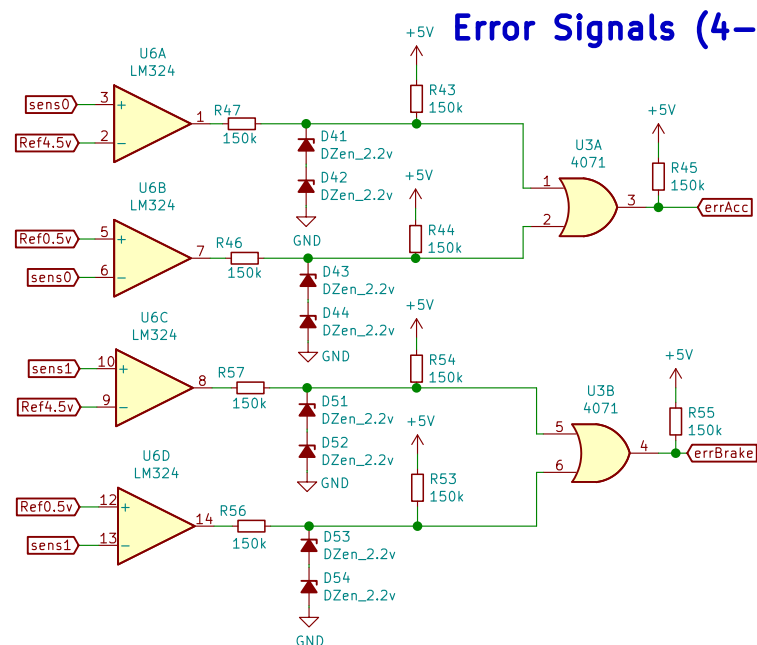 Error Signals (4-
+5V
U6A
LM324
sens0
3
+
Ref4.5v
2
-
1
R47
150k
R43
150k
D41
DZen_2.2v
D42
DZen_2.2v
GND
+5V
U3A
4071
1
2
3
R45
150k
errAcc
U6B
LM324
Ref0.5v
5
+
sens0
6
-
7
R46
150k
+5V
R44
150k
D43
DZen_2.2v
D44
DZen_2.2v
GND
U6C
LM324
sens1
10
+
Ref4.5v
9
-
8
R57
150k
+5V
R54
150k
D51
DZen_2.2v
D52
DZen_2.2v
GND
+5V
U3B
4071
5
6
4
R55
150k
errBrake
U6D
LM324
Ref0.5v
12
+
sens1
13
-
14
R56
150k
+5V
R53
150k
D53
DZen_2.2v
D54
DZen_2.2v
GND